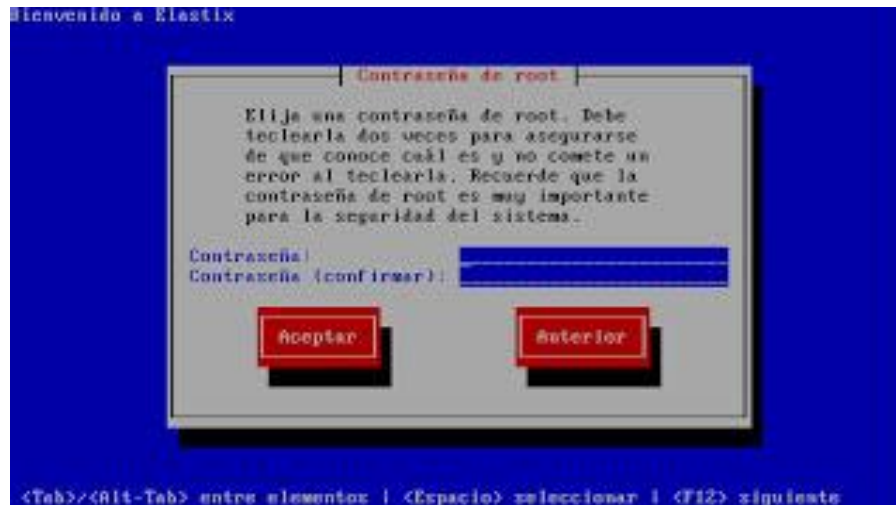 Bienvenido a Elastix
Contraseña de root
Elija una contraseña de root. Debe
teclearla dos veces para asegurarse
de que conoce cuál es y no comete un
error al teclearla. Recuerde que la
contraseña de root es muy importante
para la seguridad del sistema.
Contraseña:
Contraseña (confirmar):
Aceptar
Anterior
<Tab>/<Alt-Tab> entre elementos | <Espacio> seleccionar | <F12> siguiente